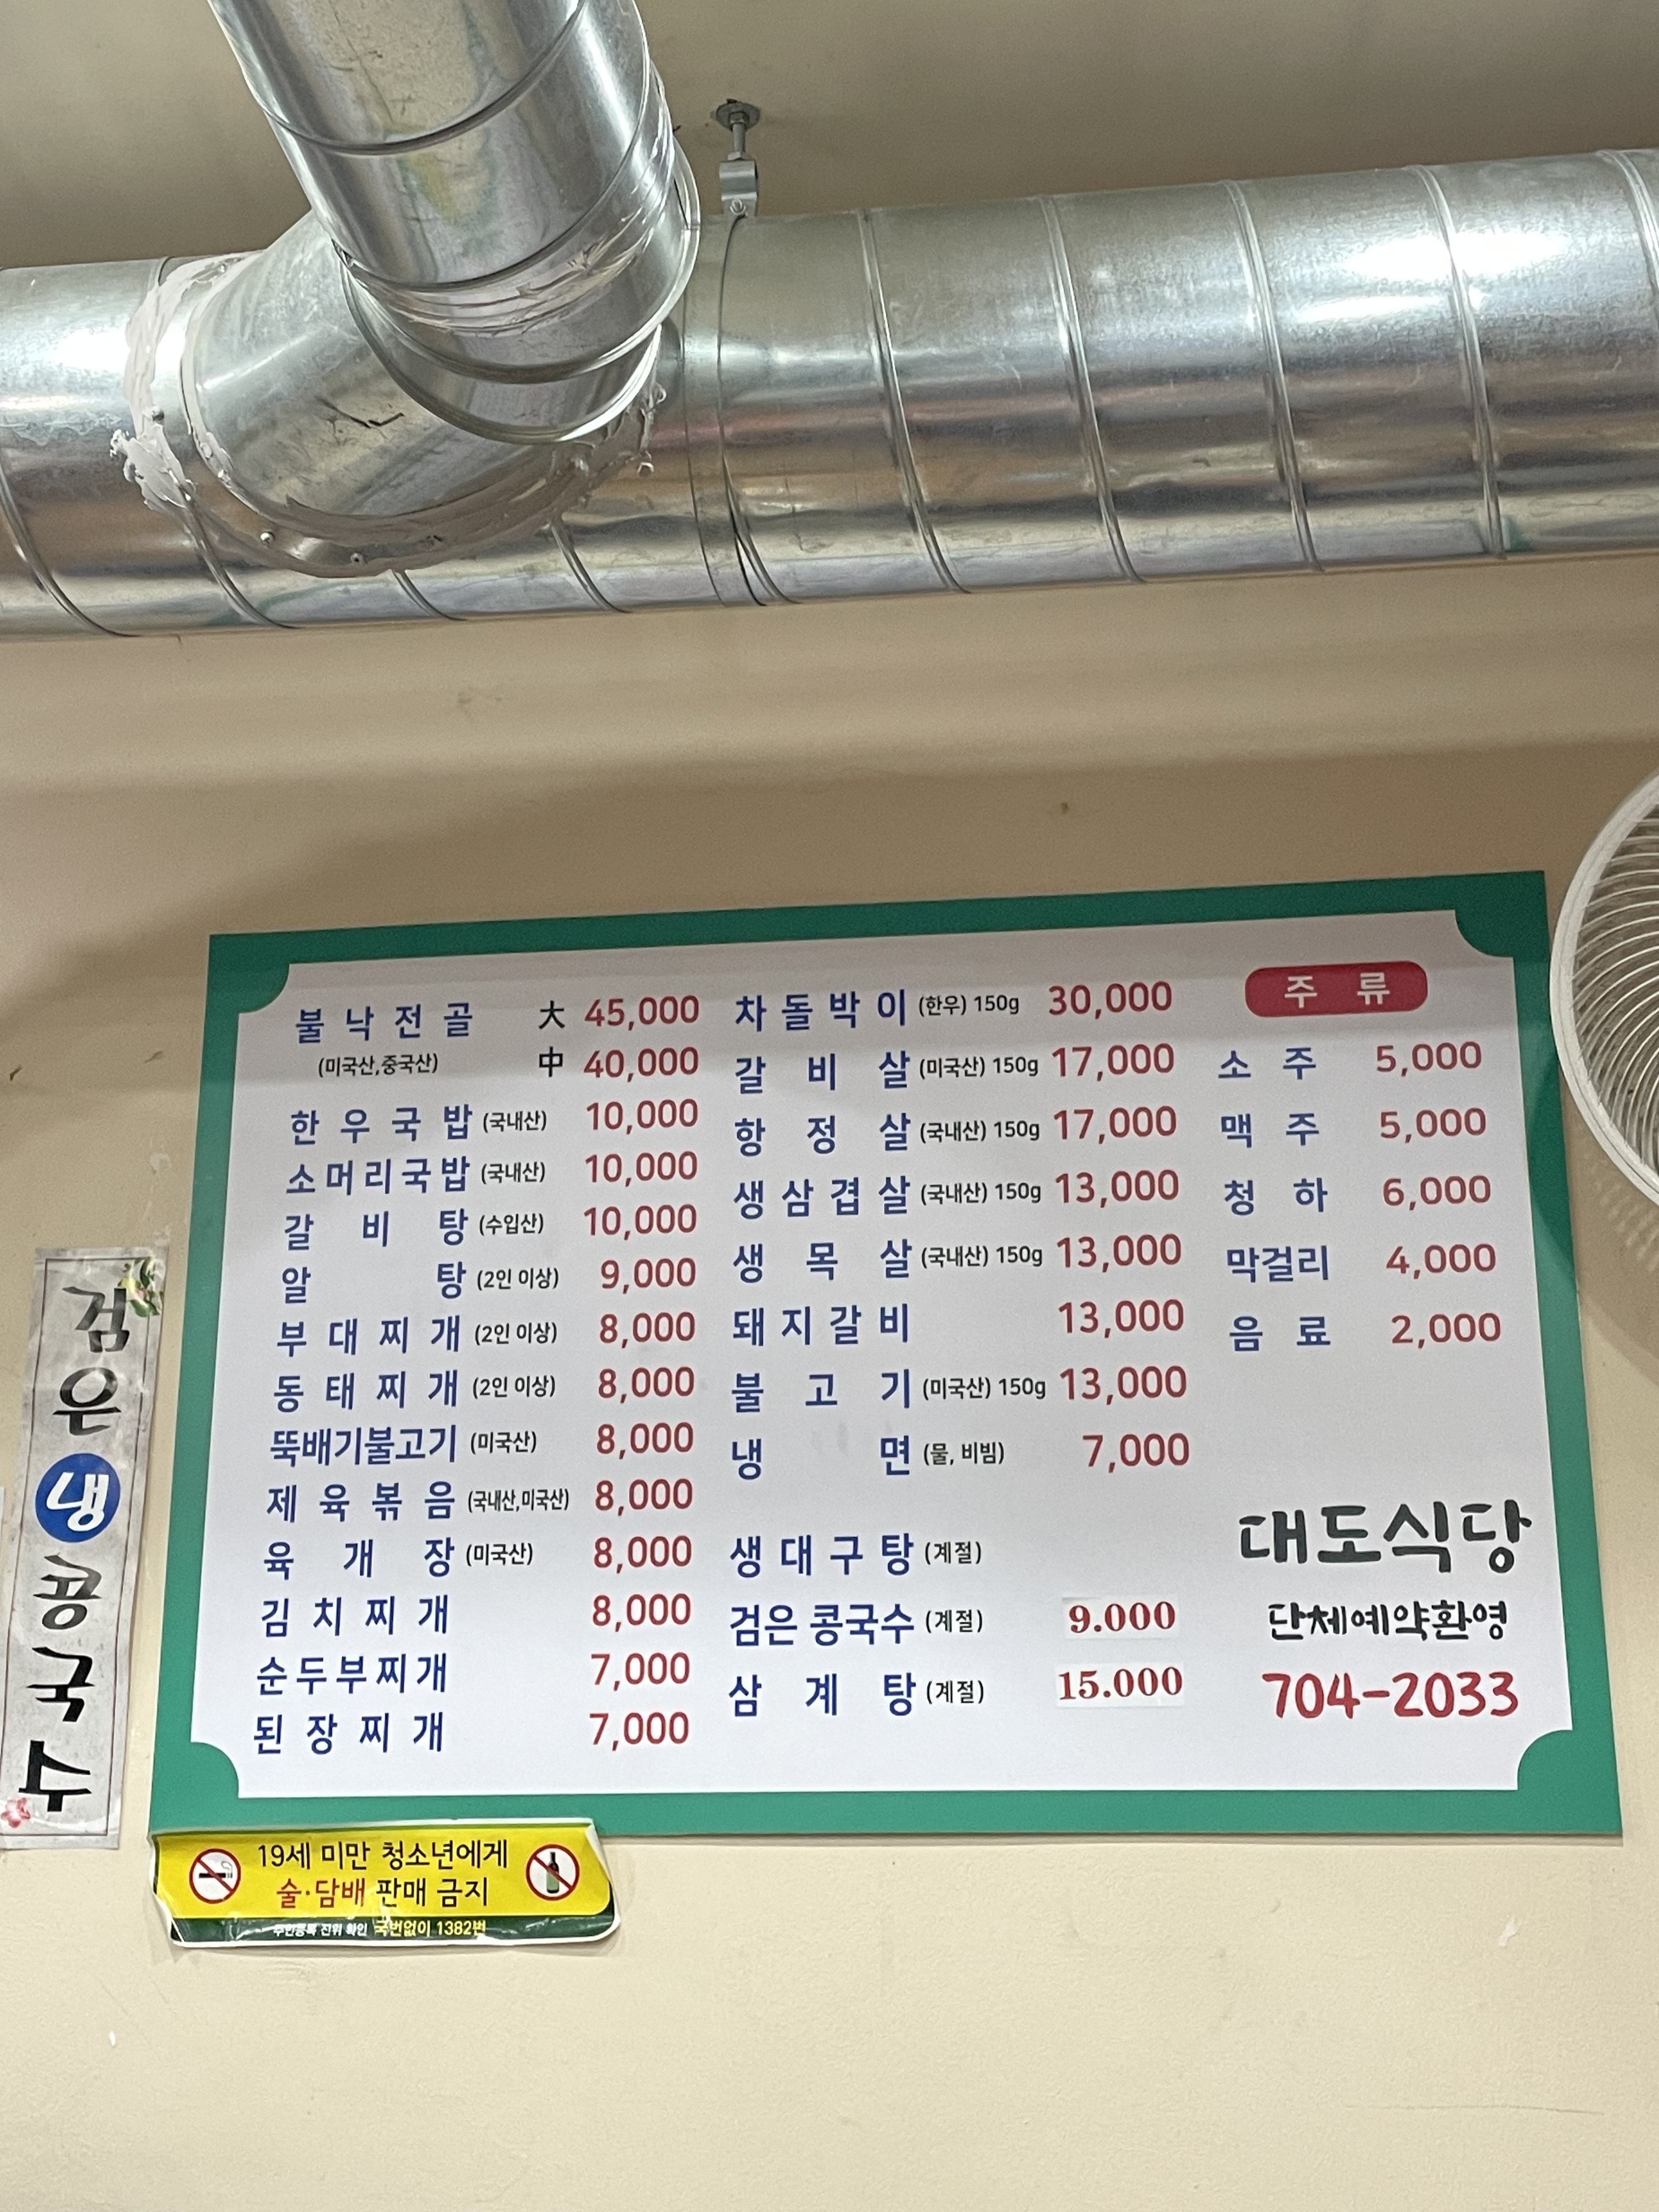 불낙전골 大 45,000
(미국산,중국산) 中 40,000
한우국밥 (국내산) 10,000
소머리국밥 (국내산) 10,000
갈비탕 (수입산) 10,000
알탕 (2인 이상) 9,000
부대찌개 (2인 이상) 8,000
동태찌개 (2인 이상) 8,000
뚝배기불고기 (미국산) 8,000
제육볶음 (국내산,미국산) 8,000
육개장 (미국산) 8,000
김치찌개 8,000
순두부찌개 7,000
된장찌개 7,000
차돌박이 (한우) 150g 30,000
갈비살 (미국산) 150g 17,000
항정살 (국내산) 150g 17,000
생삼겹살 (국내산) 150g 13,000
생목살 (국내산) 150g 13,000
돼지갈비 13,000
불고기 (미국산) 150g 13,000
냉면 (물, 비빔) 7,000
생대구탕 (계절)
검은 콩국수 (계절) 9.000
삼계탕 (계절) 15.000
주류
소주 5,000
맥주 5,000
청하 6,000
막걸리 4,000
음료 2,000
대도식당
단체예약환영
704-2033
검은냉콩국수
19세 미만 청소년에게
술·담배 판매 금지
주민등록 진위 확인 국번없이 1382번